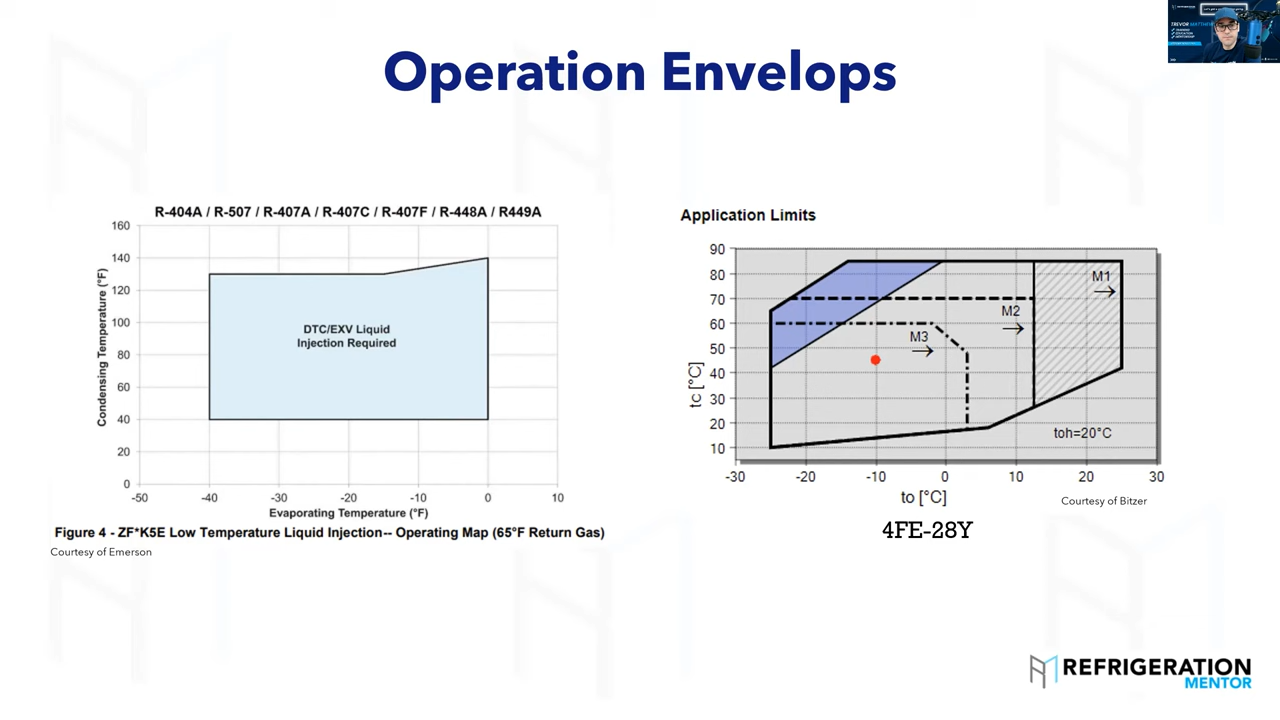 Operation Envelops
R-404A / R-507 / R-407A / R-407C / R-407F / R-448A / R449A
160
140
120
100
80
60
40
20
0
Condensing Temperature (°F)
DTC/EXV Liquid
Injection Required
-50 -40 -30 -20 -10 0 10
Evaporating Temperature (°F)
Figure 4 - ZF*K5E Low Temperature Liquid Injection-- Operating Map (65°F Return Gas)
Courtesy of Emerson
Application Limits
90
80
70
60
50
40
30
20
10
tc [°C]
M1
M2
M3
toh=20°C
-30 -20 -10 0 10 20 30
to [°C]
Courtesy of Bitzer
4FE-28Y
REFRIGERATION
MENTOR